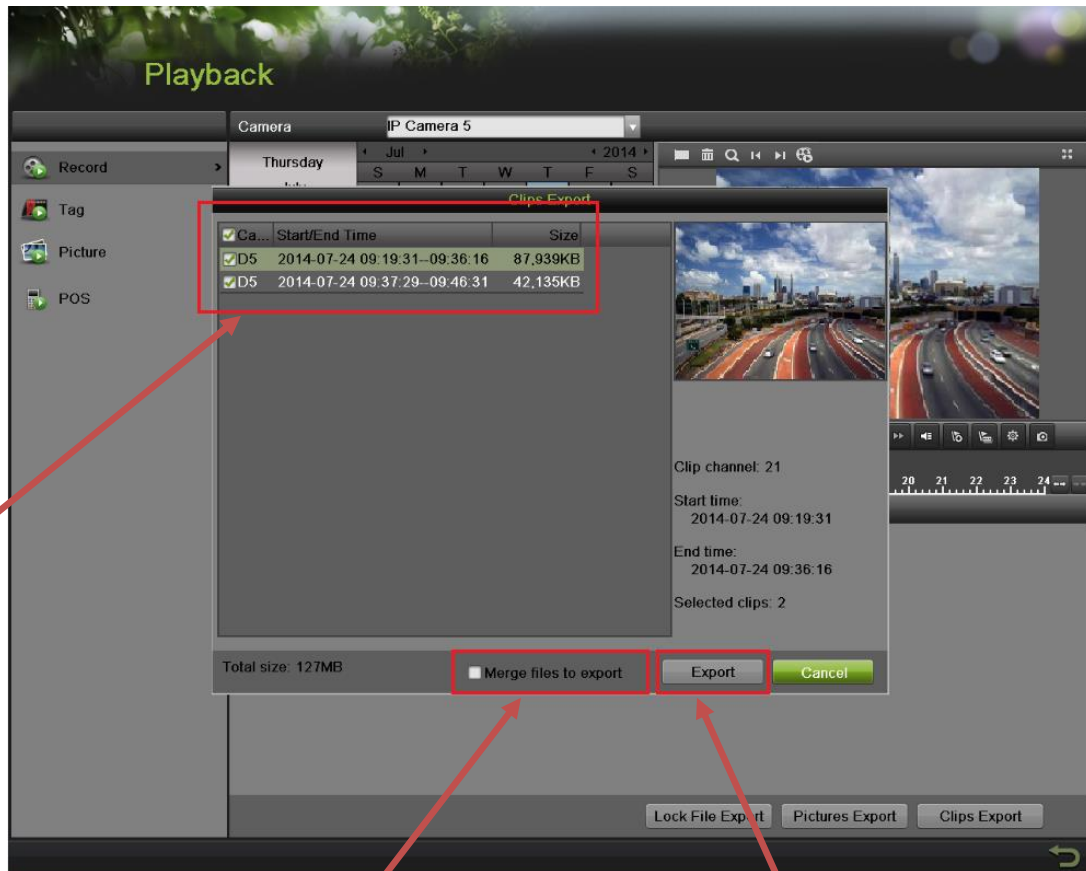 Playback
Camera IP Camera 5
Record
Tag
Picture
POS
Thursday
Jul 2014
S M T W T F S
Clips Export
Ca... Start/End Time Size
D5 2014-07-24 09:19:31--09:36:16 87,939KB
D5 2014-07-24 09:37:29--09:46:31 42,135KB
Clip channel: 21
Start time:
2014-07-24 09:19:31
End time:
2014-07-24 09:36:16
Selected clips: 2
20 21 22 23 24
Total size: 127MB
Merge files to export
Export
Cancel
Lock File Export
Pictures Export
Clips Export